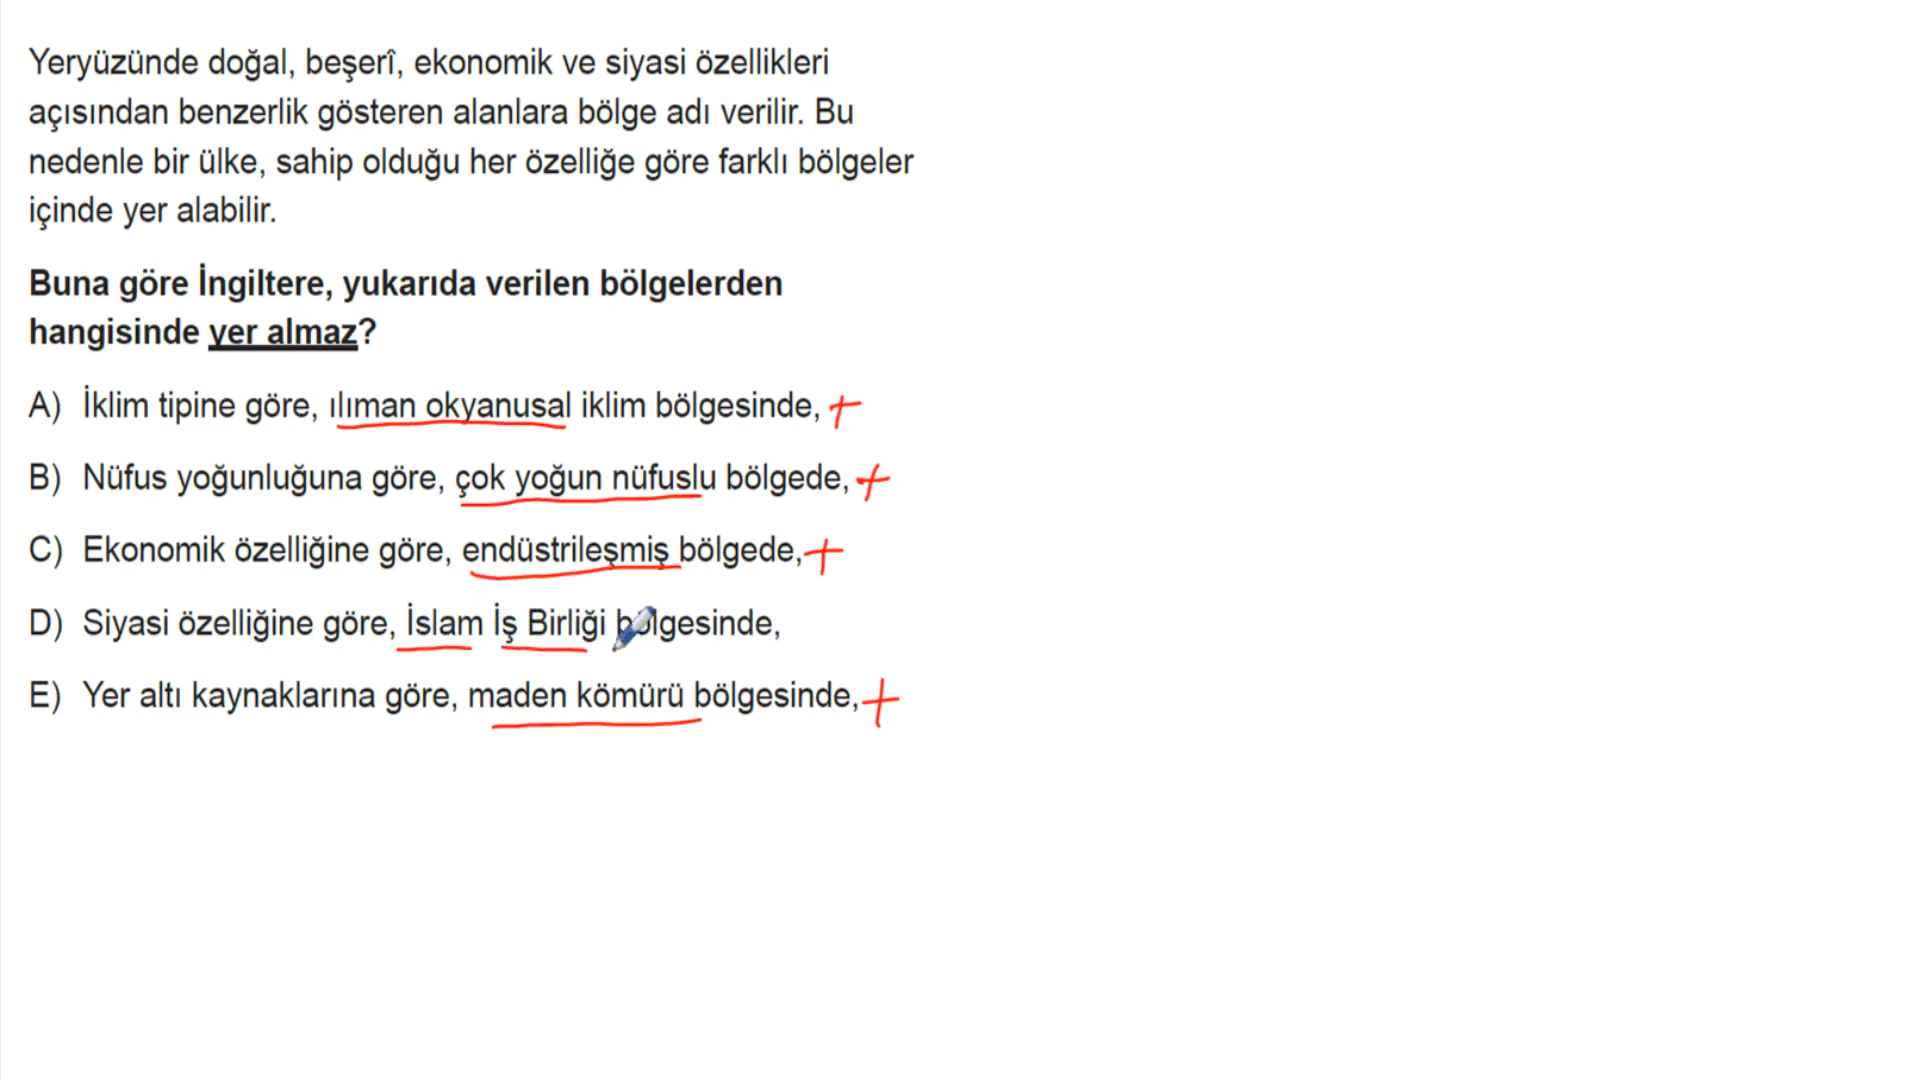 Yeryüzünde doğal, beşerî, ekonomik ve siyasi özellikleri
açısından benzerlik gösteren alanlara bölge adı verilir. Bu
nedenle bir ülke, sahip olduğu her özelliğe göre farklı bölgeler
içinde yer alabilir.
Buna göre İngiltere, yukarıda verilen bölgelerden
hangisinde yer almaz?
A) İklim tipine göre, ılıman okyanusal iklim bölgesinde, +
B) Nüfus yoğunluğuna göre, çok yoğun nüfuslu bölgede, +
C) Ekonomik özelliğine göre, endüstrileşmiş bölgede, +
D) Siyasi özelliğine göre, İslam İş Birliği bölgesinde,
E) Yer altı kaynaklarına göre, maden kömürü bölgesinde, +